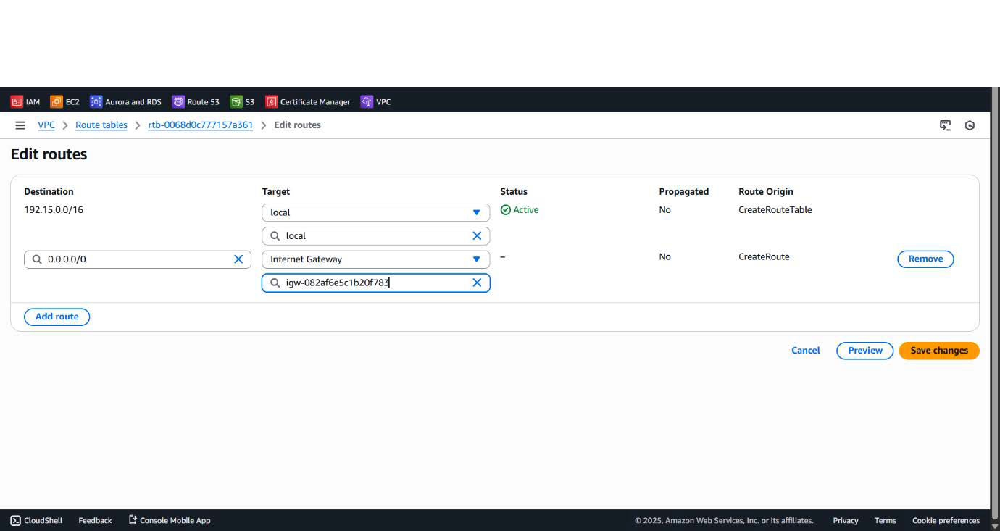 IAM EC2 Aurora and RDS Route 53 S3 Certificate Manager VPC
VPC Route tables rtb-0068d0c777157a361 Edit routes
Edit routes
Destination Target Status Propagated Route Origin
192.15.0.0/16 local Active No CreateRouteTable
local
0.0.0.0/0 Internet Gateway – No CreateRoute Remove
igw-082af6e5c1b20f783
Add route
Cancel Preview Save changes
CloudShell Feedback Console Mobile App © 2025, Amazon Web Services, Inc. or its affiliates. Privacy Terms Cookie preferences